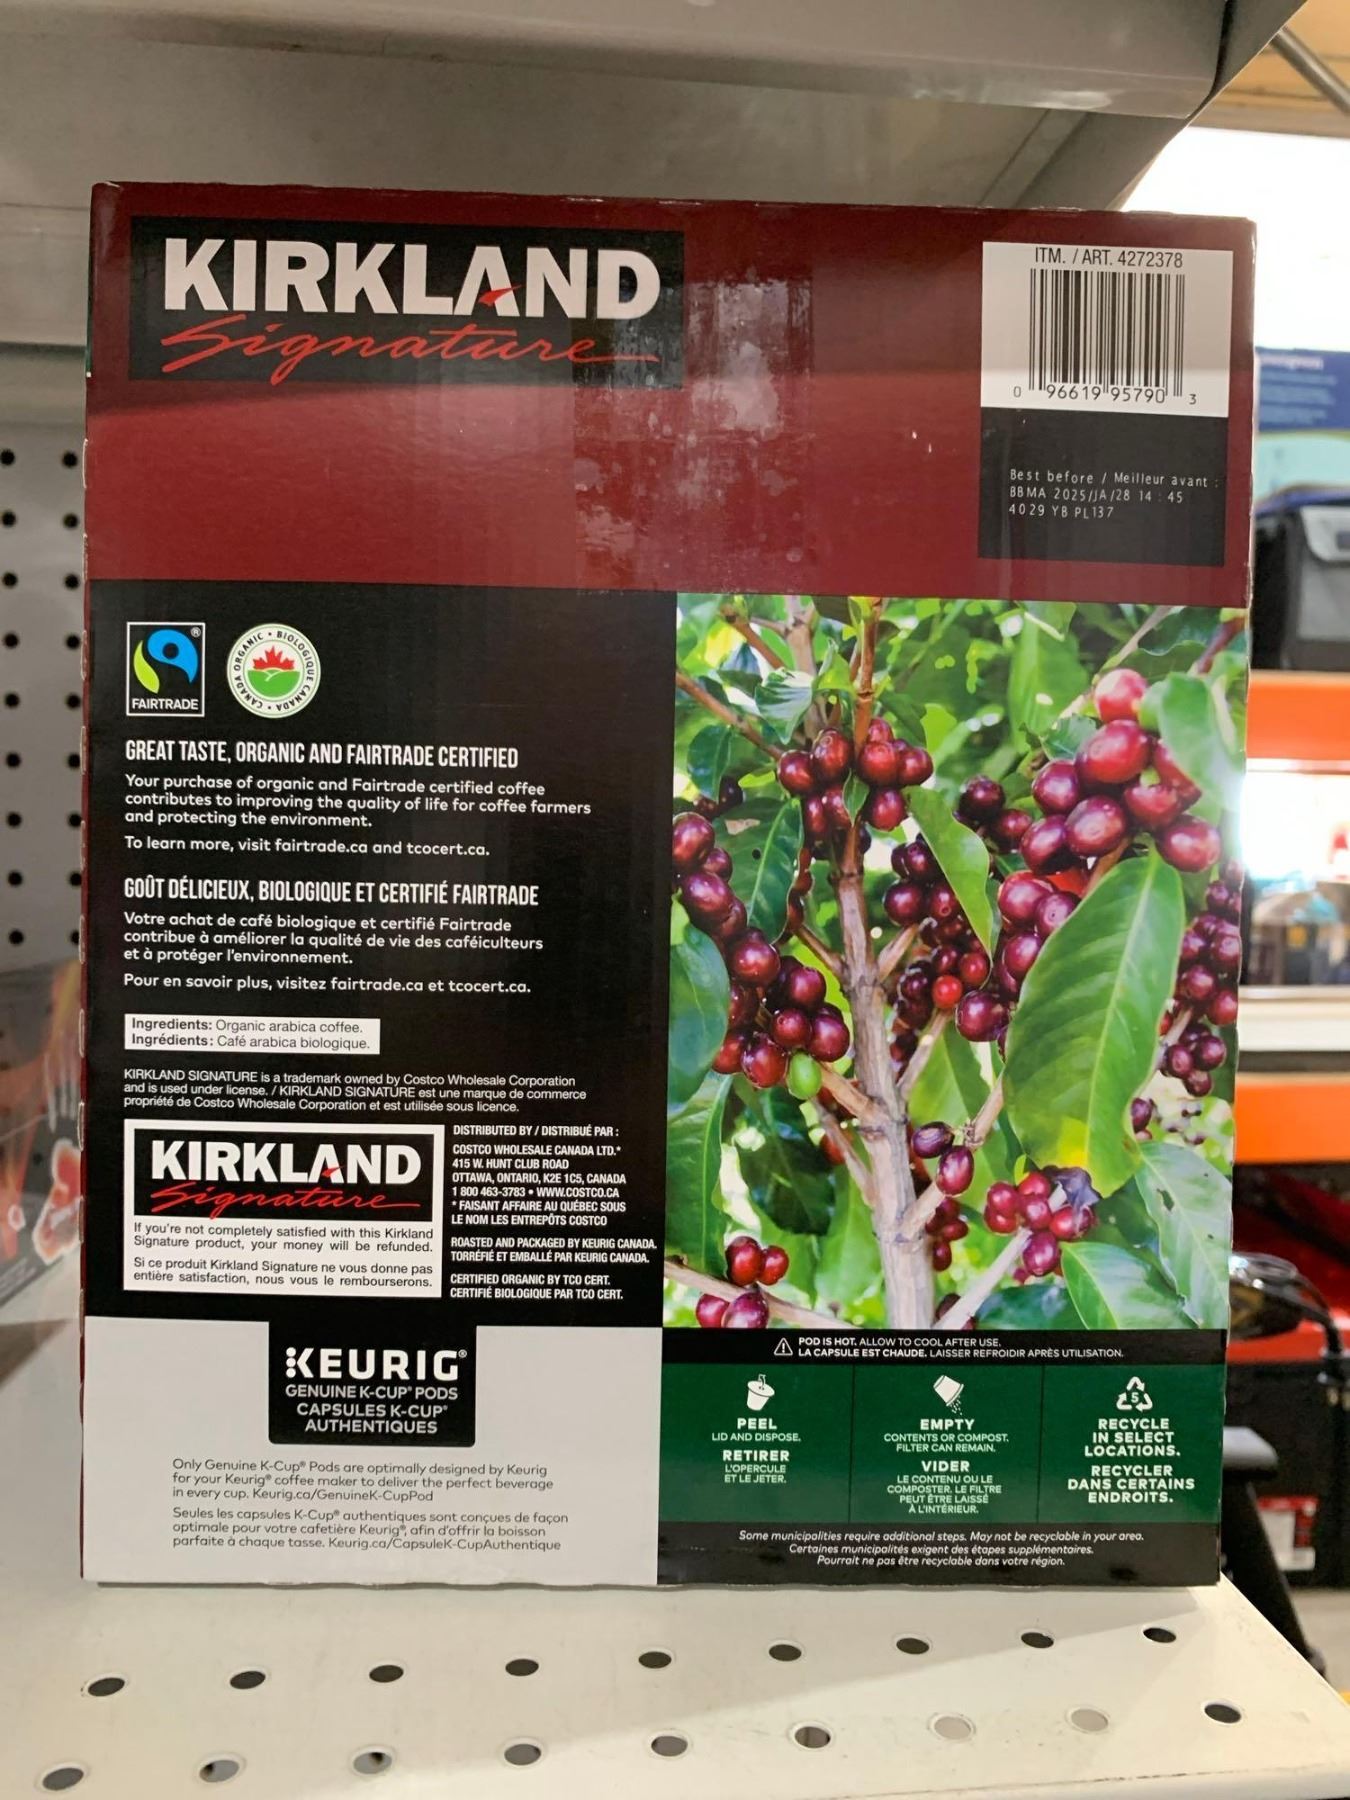 KIRKLAND
Signature
ITM. / ART. 4272378
0 96619 95790 3
Best before / Meilleur avant :
BBMA 2025/JA/28 14 : 45
4029 YB PL137
FAIRTRADE
CANADA ORGANIC • BIOLOGIQUE CANADA •
GREAT TASTE, ORGANIC AND FAIRTRADE CERTIFIED
Your purchase of organic and Fairtrade certified coffee
contributes to improving the quality of life for coffee farmers
and protecting the environment.
To learn more, visit fairtrade.ca and tcocert.ca.
GOÛT DÉLICIEUX, BIOLOGIQUE ET CERTIFIÉ FAIRTRADE
Votre achat de café biologique et certifié Fairtrade
contribue à améliorer la qualité de vie des caféiculteurs
et à protéger l'environnement.
Pour en savoir plus, visitez fairtrade.ca et tcocert.ca.
Ingredients: Organic arabica coffee.
Ingrédients: Café arabica biologique.
KIRKLAND SIGNATURE is a trademark owned by Costco Wholesale Corporation
and is used under license. / KIRKLAND SIGNATURE est une marque de commerce
propriété de Costco Wholesale Corporation et est utilisée sous licence.
KIRKLAND
Signature
If you're not completely satisfied with this Kirkland
Signature product, your money will be refunded.
Si ce produit Kirkland Signature ne vous donne pas
entière satisfaction, nous vous le rembourserons.
DISTRIBUTED BY / DISTRIBUÉ PAR :
COSTCO WHOLESALE CANADA LTD.*
415 W. HUNT CLUB ROAD
OTTAWA, ONTARIO, K2E 1C5, CANADA
1 800 463-3783 • WWW.COSTCO.CA
* FAISANT AFFAIRE AU QUÉBEC SOUS
LE NOM LES ENTREPÔTS COSTCO
ROASTED AND PACKAGED BY KEURIG CANADA.
TORRÉFIÉ ET EMBALLÉ PAR KEURIG CANADA.
CERTIFIED ORGANIC BY TCO CERT.
CERTIFIÉ BIOLOGIQUE PAR TCO CERT.
KEURIG®
GENUINE K-CUP® PODS
CAPSULES K-CUP®
AUTHENTIQUES
Only Genuine K-Cup® Pods are optimally designed by Keurig
for your Keurig® coffee maker to deliver the perfect beverage
in every cup. Keurig.ca/GenuineK-CupPod
Seules les capsules K-Cup® authentiques sont conçues de façon
optimale pour votre cafetière Keurig®, afin d'offrir la boisson
parfaite à chaque tasse. Keurig.ca/CapsuleK-CupAuthentique
POD IS HOT. ALLOW TO COOL AFTER USE.
LA CAPSULE EST CHAUDE. LAISSER REFROIDIR APRÈS UTILISATION.
PEEL
LID AND DISPOSE.
RETIRER
L'OPERCULE
ET LE JETER.
EMPTY
CONTENTS OR COMPOST.
FILTER CAN REMAIN.
VIDER
LE CONTENU OU LE
COMPOSTER. LE FILTRE
PEUT ÊTRE LAISSÉ
À L'INTÉRIEUR.
5
RECYCLE
IN SELECT
LOCATIONS.
RECYCLER
DANS CERTAINS
ENDROITS.
Some municipalities require additional steps. May not be recyclable in your area.
Certaines municipalités exigent des étapes supplémentaires.
Pourrait ne pas être recyclable dans votre région.